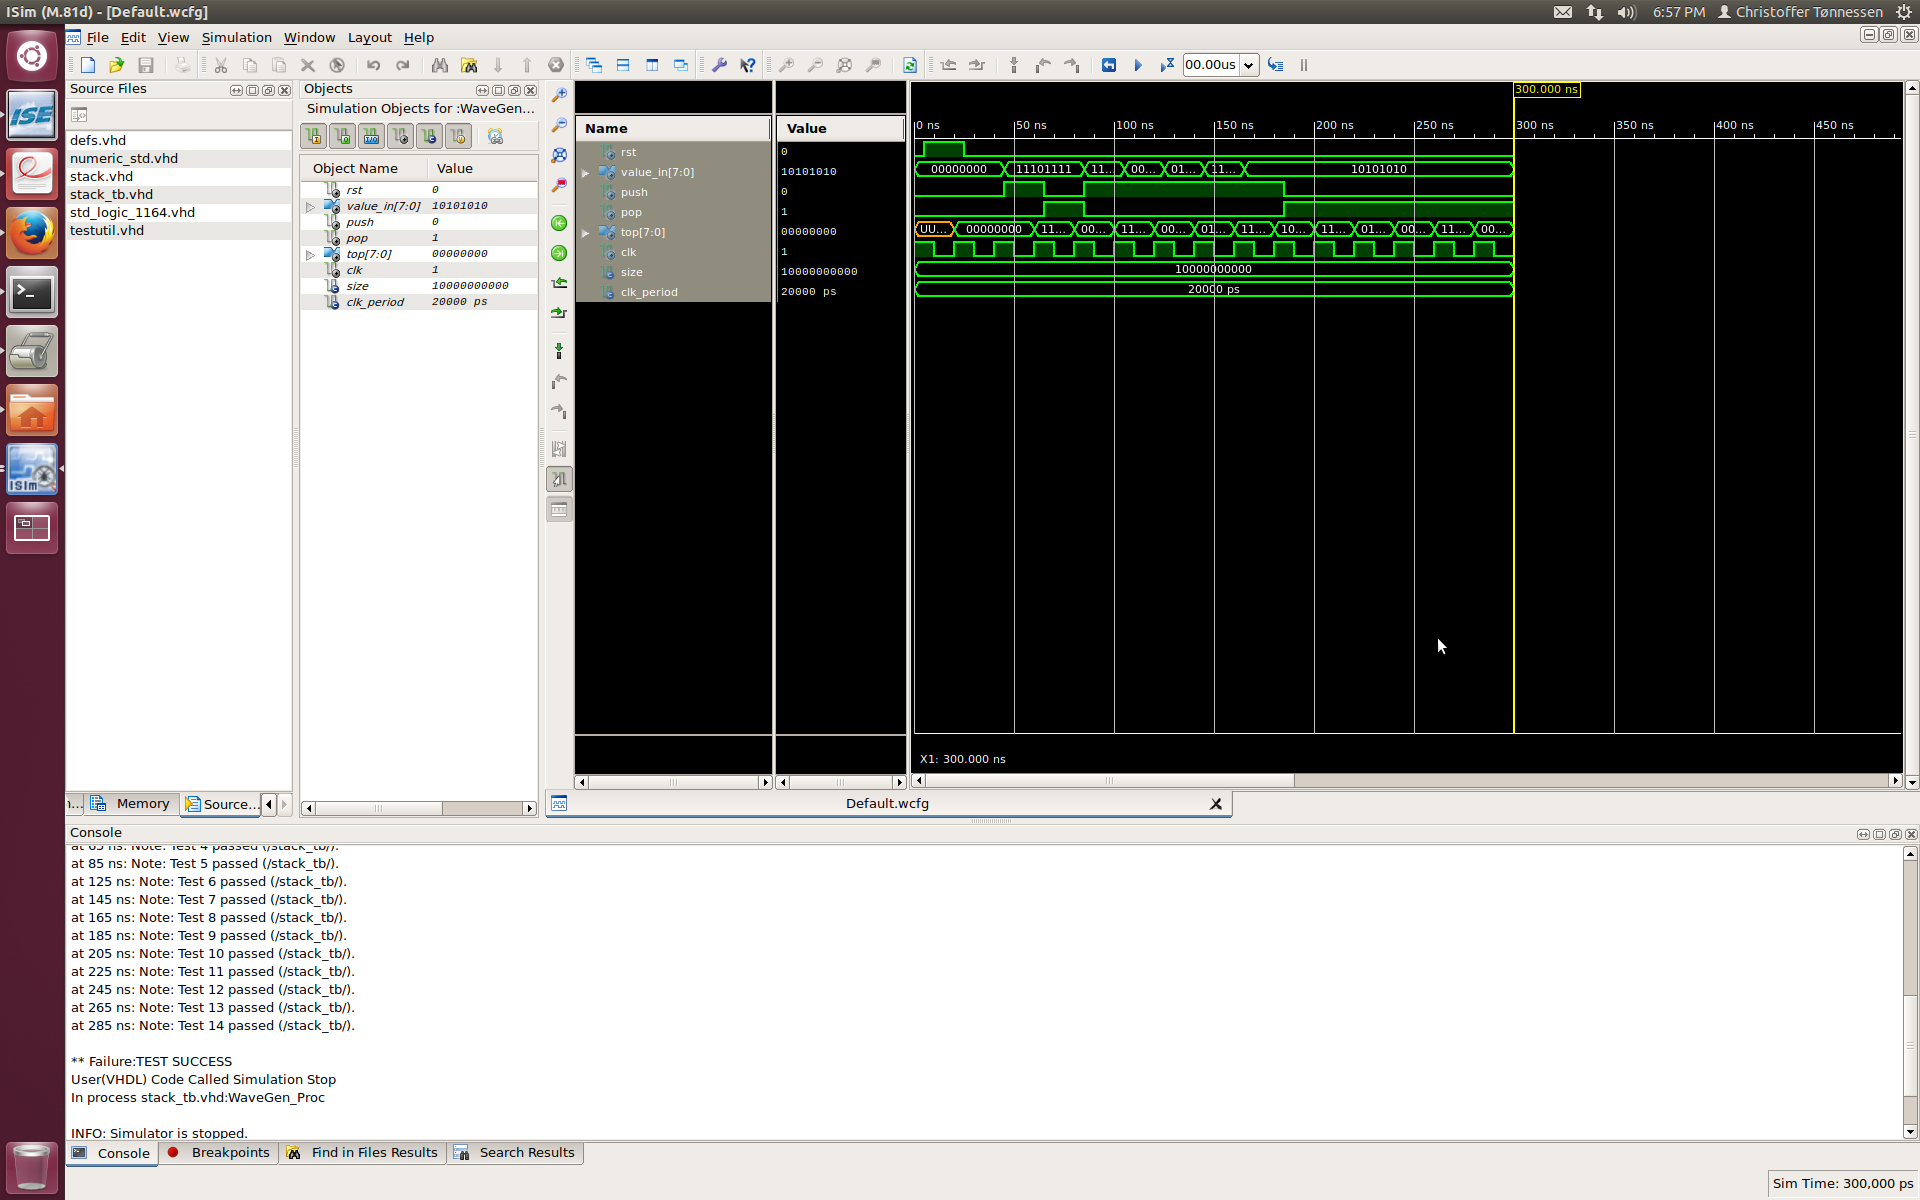 ISim (M.81d) - [Default.wcfg]
6:57 PM Christoffer Tønnessen
File Edit View Simulation Window Layout Help
00.00us
Source Files
defs.vhd
numeric_std.vhd
stack.vhd
stack_tb.vhd
std_logic_1164.vhd
testutil.vhd
Memory Source...
Objects
Simulation Objects for :WaveGen...
Object Name Value
rst 0
value_in[7:0] 10101010
push 0
pop 1
top[7:0] 00000000
clk 1
size 10000000000
clk_period 20000 ps
Name Value
rst 0
value_in[7:0] 10101010
push 0
pop 1
top[7:0] 00000000
clk 1
size 10000000000
clk_period 20000 ps
300.000 ns
0 ns 50 ns 100 ns 150 ns 200 ns 250 ns 300 ns 350 ns 400 ns 450 ns
00000000 11101111 11... 00... 01... 11... 10101010
UU... 00000000 11... 00... 11... 00... 01... 11... 10... 11... 01... 00... 11... 00...
10000000000
20000 ps
X1: 300.000 ns
Default.wcfg
Console
at 65 ns: Note: Test 4 passed (/stack_tb/).
at 85 ns: Note: Test 5 passed (/stack_tb/).
at 125 ns: Note: Test 6 passed (/stack_tb/).
at 145 ns: Note: Test 7 passed (/stack_tb/).
at 165 ns: Note: Test 8 passed (/stack_tb/).
at 185 ns: Note: Test 9 passed (/stack_tb/).
at 205 ns: Note: Test 10 passed (/stack_tb/).
at 225 ns: Note: Test 11 passed (/stack_tb/).
at 245 ns: Note: Test 12 passed (/stack_tb/).
at 265 ns: Note: Test 13 passed (/stack_tb/).
at 285 ns: Note: Test 14 passed (/stack_tb/).
** Failure:TEST SUCCESS
User(VHDL) Code Called Simulation Stop
In process stack_tb.vhd:WaveGen_Proc
INFO: Simulator is stopped.
Console Breakpoints Find in Files Results Search Results
Sim Time: 300,000 ps
ISE
ISim